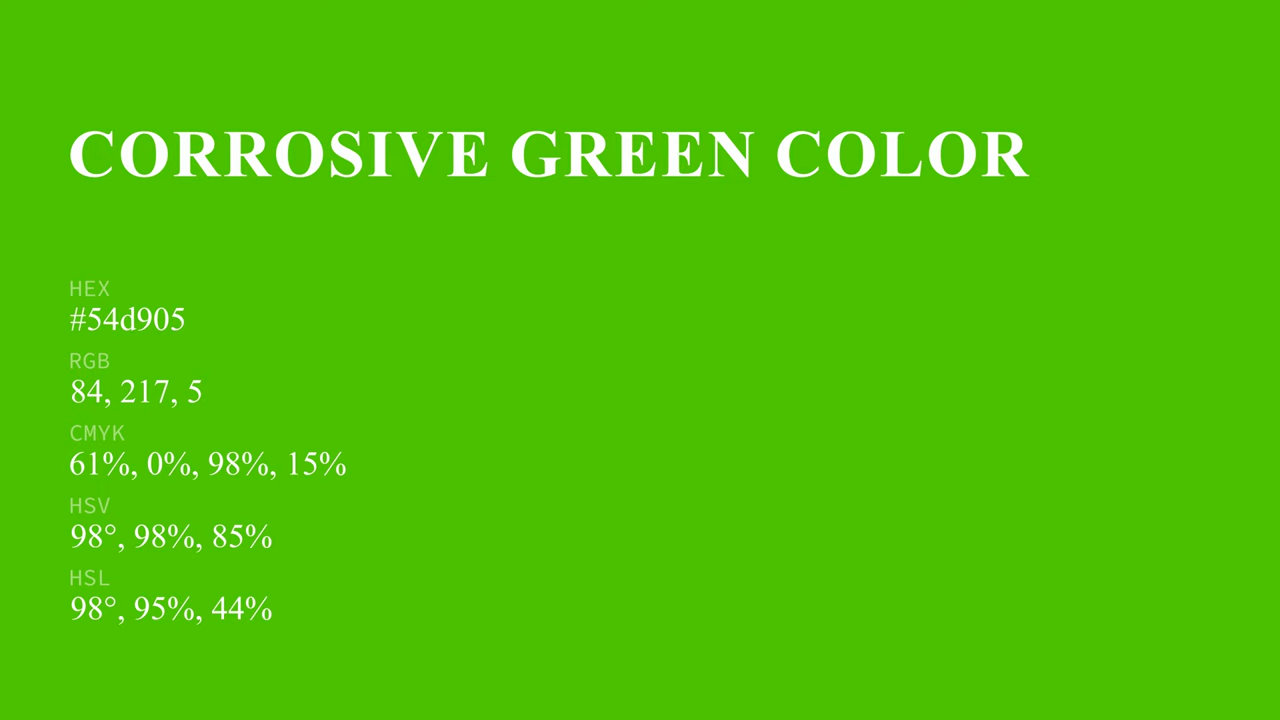 CORROSIVE GREEN COLOR
HEX
#54d905
RGB
84, 217, 5
CMYK
61%, 0%, 98%, 15%
HSV
98°, 98%, 85%
HSL
98°, 95%, 44%